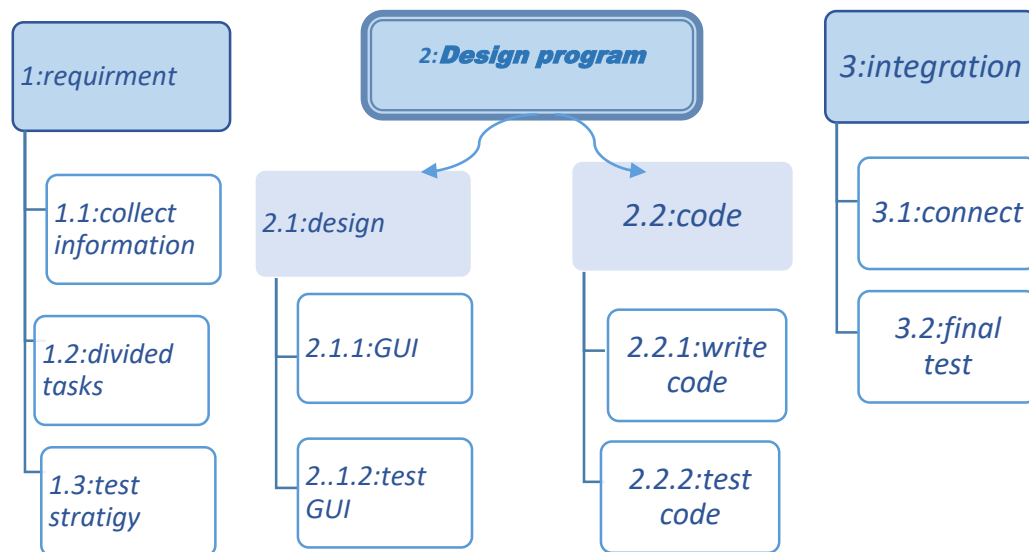 1:requirment
1.1:collect
information
1.2:divided
tasks
1.3:test
stratigy
2:Design program
2.1:design
2.1.1:GUI
2..1.2:test
GUI
2.2:code
2.2.1:write
code
2.2.2:test
code
3:integration
3.1:connect
3.2:final
test